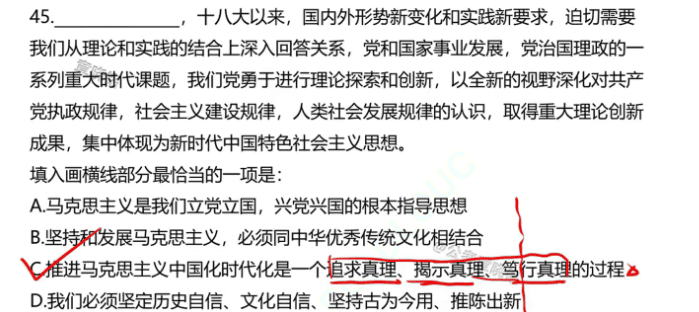 45.________________，十八大以来，国内外形势新变化和实践新要求，迫切需要
我们从理论和实践的结合上深入回答关系，党和国家事业发展，党治国理政的一
系列重大时代课题，我们党勇于进行理论探索和创新，以全新的视野深化对共产
党执政规律，社会主义建设规律，人类社会发展规律的认识，取得重大理论创新
成果，集中体现为新时代中国特色社会主义思想。
填入画横线部分最恰当的一项是：
A.马克思主义是我们立党立国，兴党兴国的根本指导思想
B.坚持和发展马克思主义，必须同中华优秀传统文化相结合
C.推进马克思主义中国化时代化是一个追求真理、揭示真理、笃行真理的过程
D.我们必须坚定历史自信、文化自信、坚持古为今用、推陈出新